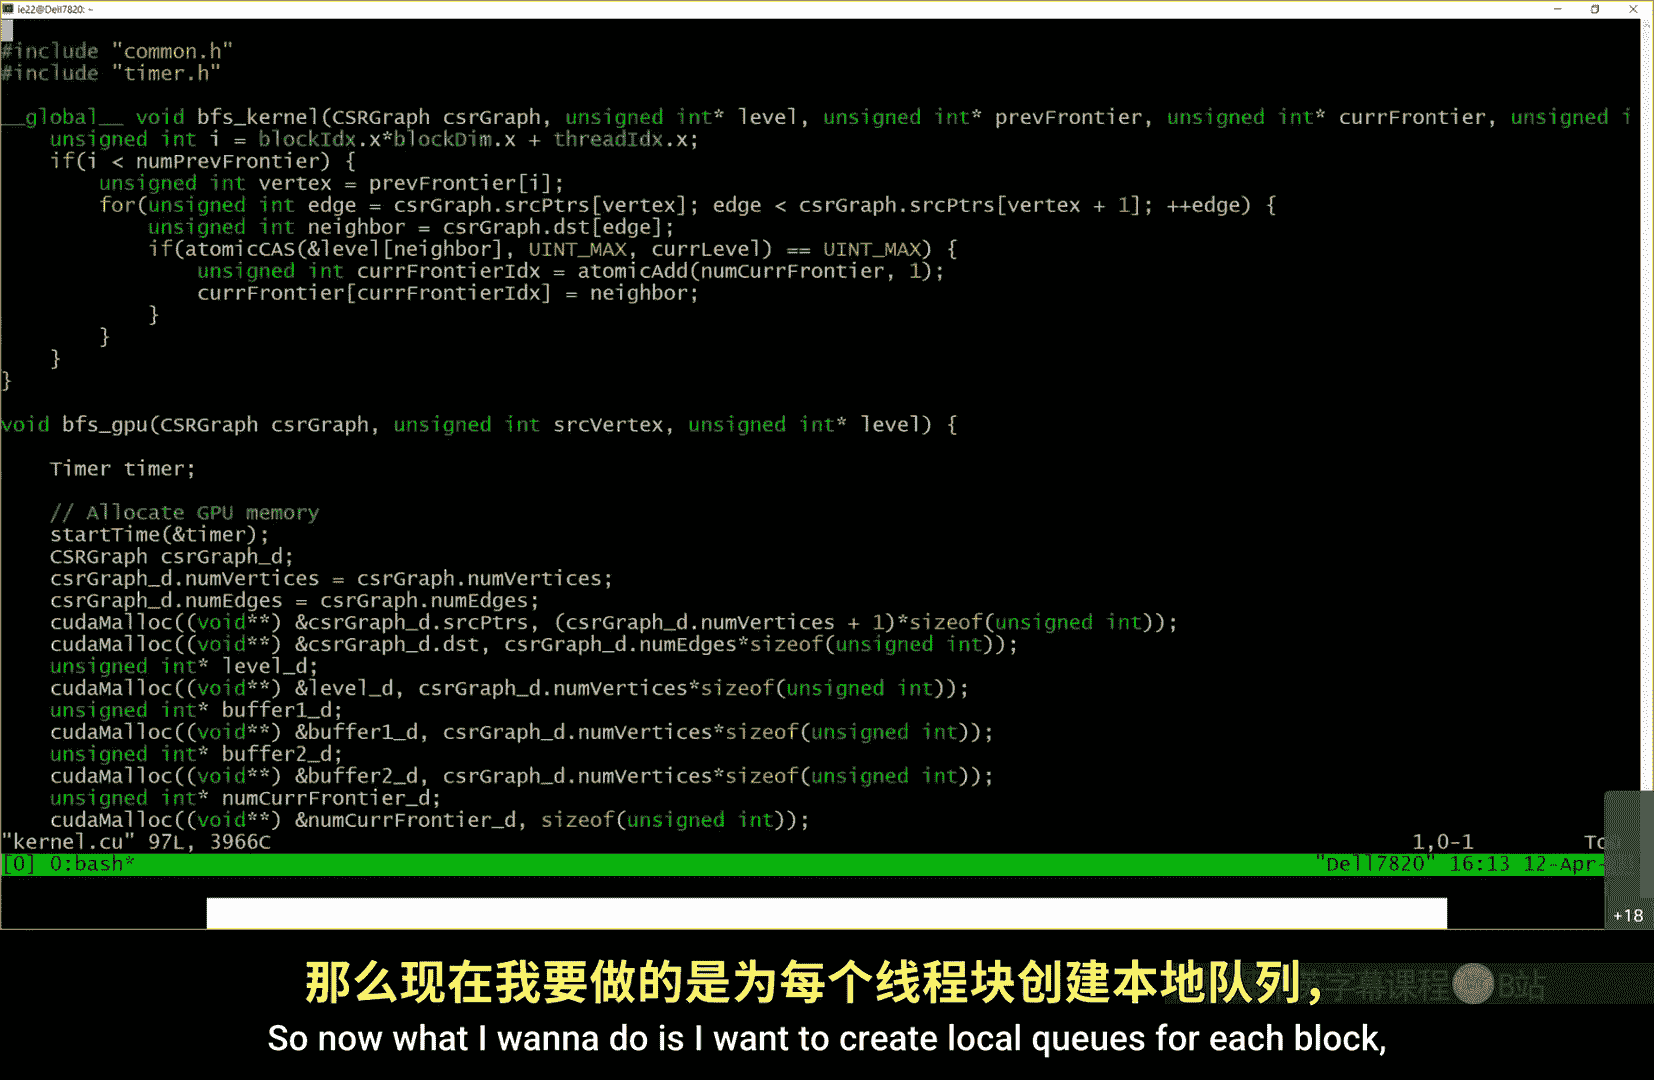 ie22@Dell7820: ~
#include "common.h"
#include "timer.h"
__global__ void bfs_kernel(CSRGraph csrGraph, unsigned int* level, unsigned int* prevFrontier, unsigned int* currFrontier, unsigned i
    unsigned int i = blockIdx.x*blockDim.x + threadIdx.x;
    if(i < numPrevFrontier) {
        unsigned int vertex = prevFrontier[i];
        for(unsigned int edge = csrGraph.srcPtrs[vertex]; edge < csrGraph.srcPtrs[vertex + 1]; ++edge) {
            unsigned int neighbor = csrGraph.dst[edge];
            if(atomicCAS(&level[neighbor], UINT_MAX, currLevel) == UINT_MAX) {
                unsigned int currFrontierIdx = atomicAdd(numCurrFrontier, 1);
                currFrontier[currFrontierIdx] = neighbor;
            }
        }
    }
}
void bfs_gpu(CSRGraph csrGraph, unsigned int srcVertex, unsigned int* level) {
    Timer timer;
    // Allocate GPU memory
    startTime(&timer);
    CSRGraph csrGraph_d;
    csrGraph_d.numVertices = csrGraph.numVertices;
    csrGraph_d.numEdges = csrGraph.numEdges;
    cudaMalloc((void**) &csrGraph_d.srcPtrs, (csrGraph_d.numVertices + 1)*sizeof(unsigned int));
    cudaMalloc((void**) &csrGraph_d.dst, csrGraph_d.numEdges*sizeof(unsigned int));
    unsigned int* level_d;
    cudaMalloc((void**) &level_d, csrGraph_d.numVertices*sizeof(unsigned int));
    unsigned int* buffer1_d;
    cudaMalloc((void**) &buffer1_d, csrGraph_d.numVertices*sizeof(unsigned int));
    unsigned int* buffer2_d;
    cudaMalloc((void**) &buffer2_d, csrGraph_d.numVertices*sizeof(unsigned int));
    unsigned int* numCurrFrontier_d;
    cudaMalloc((void**) &numCurrFrontier_d, sizeof(unsigned int));
"kernel.cu" 97L, 3966C 1,0-1 To
[0] 0:bash* "Dell7820" 16:13 12-Apr-
+18
那么现在我要做的是为每个线程块创建本地队列，
字幕课程 B站
So now what I wanna do is I want to create local queues for each block,